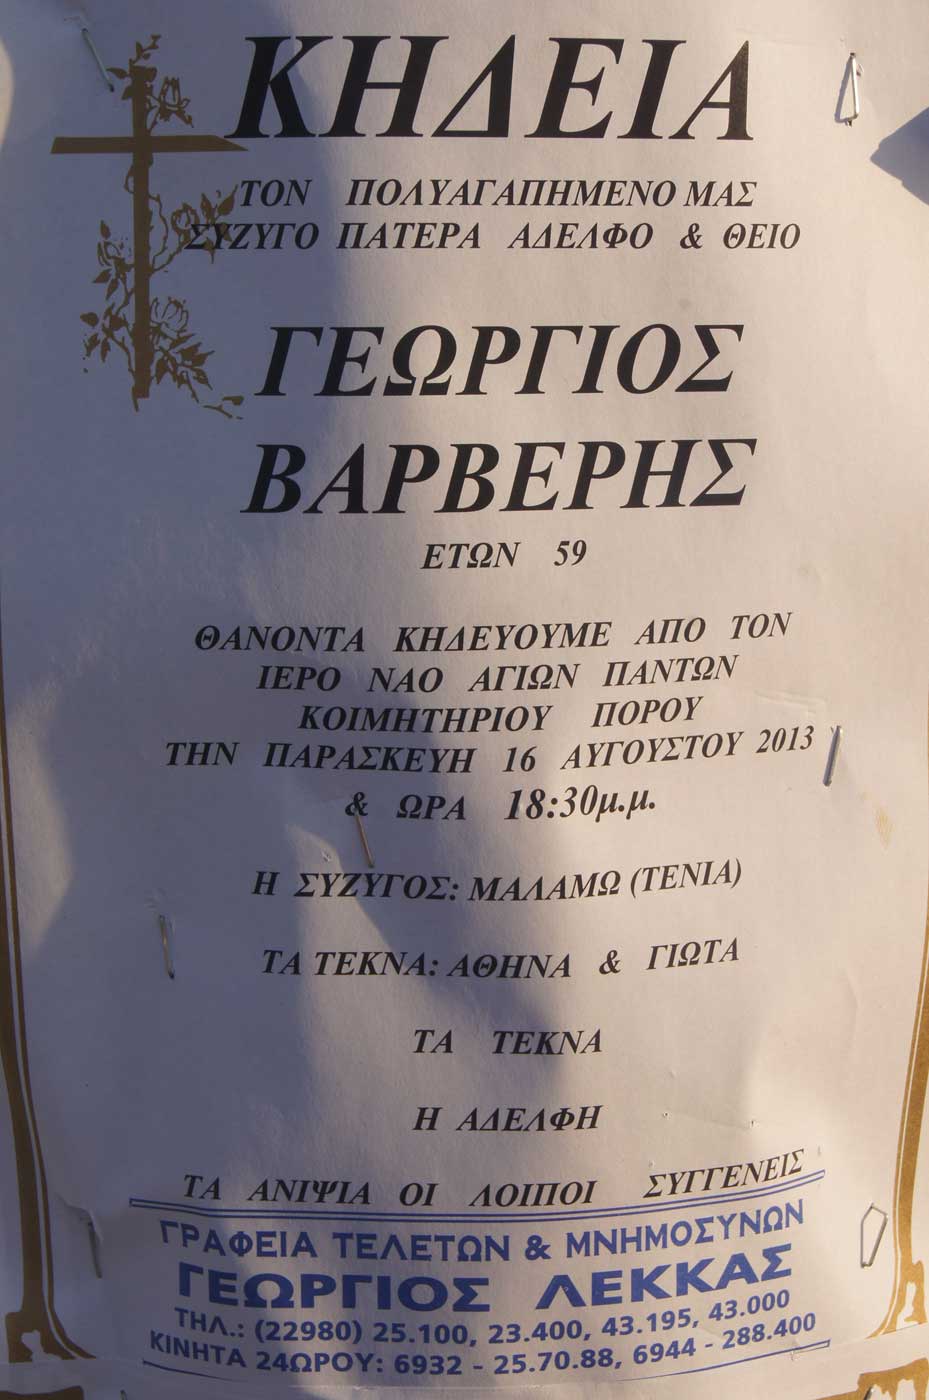 ΚΗΔΕΙΑ
ΤΟΝ ΠΟΛΥΑΓΑΠΗΜΕΝΟ ΜΑΣ
ΣΥΖΥΓΟ ΠΑΤΕΡΑ ΑΔΕΛΦΟ & ΘΕΙΟ
ΓΕΩΡΓΙΟΣ
ΒΑΡΒΕΡΗΣ
ΕΤΩΝ 59
ΘΑΝΟΝΤΑ ΚΗΔΕΥΟΥΜΕ ΑΠΟ ΤΟΝ
ΙΕΡΟ ΝΑΟ ΑΓΙΩΝ ΠΑΝΤΩΝ
ΚΟΙΜΗΤΗΡΙΟΥ ΠΟΡΟΥ
ΤΗΝ ΠΑΡΑΣΚΕΥΗ 16 ΑΥΓΟΥΣΤΟΥ 2013
& ΩΡΑ 18:30μ.μ.
Η ΣΥΖΥΓΟΣ: ΜΑΛΑΜΩ (ΤΕΝΙΑ)
ΤΑ ΤΕΚΝΑ: ΑΘΗΝΑ & ΓΙΩΤΑ
ΤΑ ΤΕΚΝΑ
Η ΑΔΕΛΦΗ
ΤΑ ΑΝΙΨΙΑ ΟΙ ΛΟΙΠΟΙ ΣΥΓΓΕΝΕΙΣ
ΓΡΑΦΕΙΑ ΤΕΛΕΤΩΝ & ΜΝΗΜΟΣΥΝΩΝ
ΓΕΩΡΓΙΟΣ ΛΕΚΚΑΣ
ΤΗΛ.: (22980) 25.100, 23.400, 43.195, 43.000
ΚΙΝΗΤΑ 24ΩΡΟΥ: 6932 - 25.70.88, 6944 - 288.400